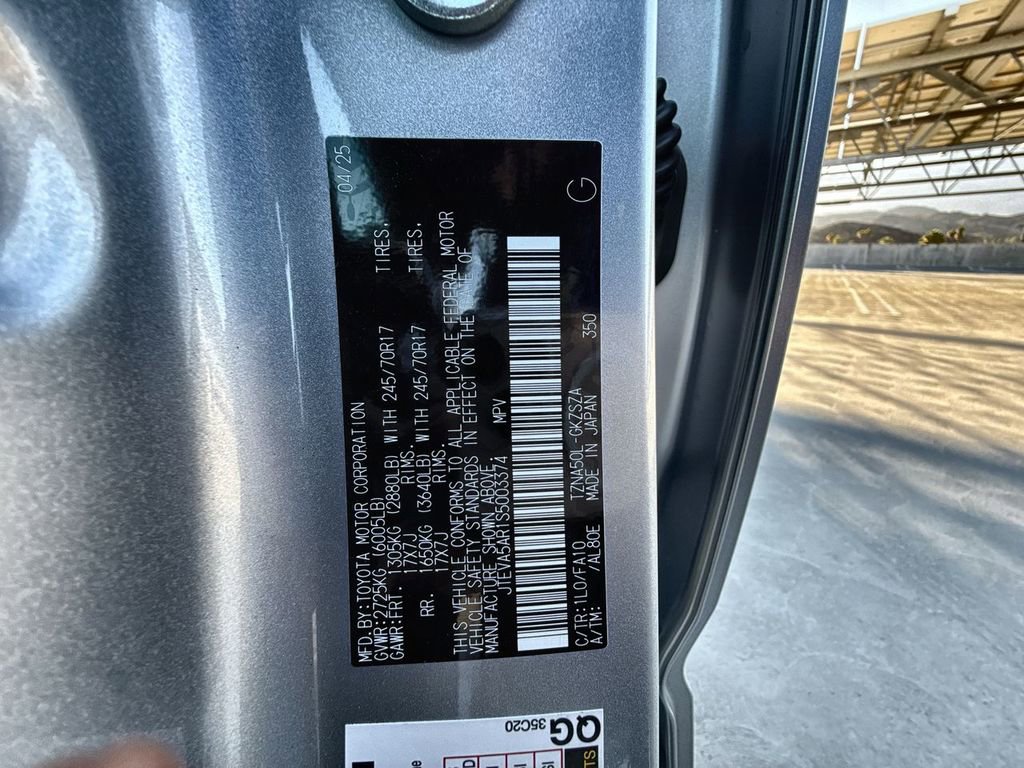 MFD.BY:TOYOTA MOTOR CORPORATION 04/25
GVWR:2725KG (6005LB)
GAWR:FRT. 1305KG (2880LB) WITH 245/70R17 TIRES,
17X7J RIMS.
RR. 1650KG (3640LB) WITH 245/70R17 TIRES,
17X7J RIMS.
THIS VEHICLE CONFORMS TO ALL APPLICABLE FEDERAL MOTOR
VEHICLE SAFETY STANDARDS IN EFFECT ON THE DATE OF
MANUFACTURE SHOWN ABOVE.
JTEVA5AR1S5003374 MPV
C/TR:1L0/FA10 TZNA50L-GKZSZA 350
A/TM: /AL80E MADE IN JAPAN
G
QG
35C20